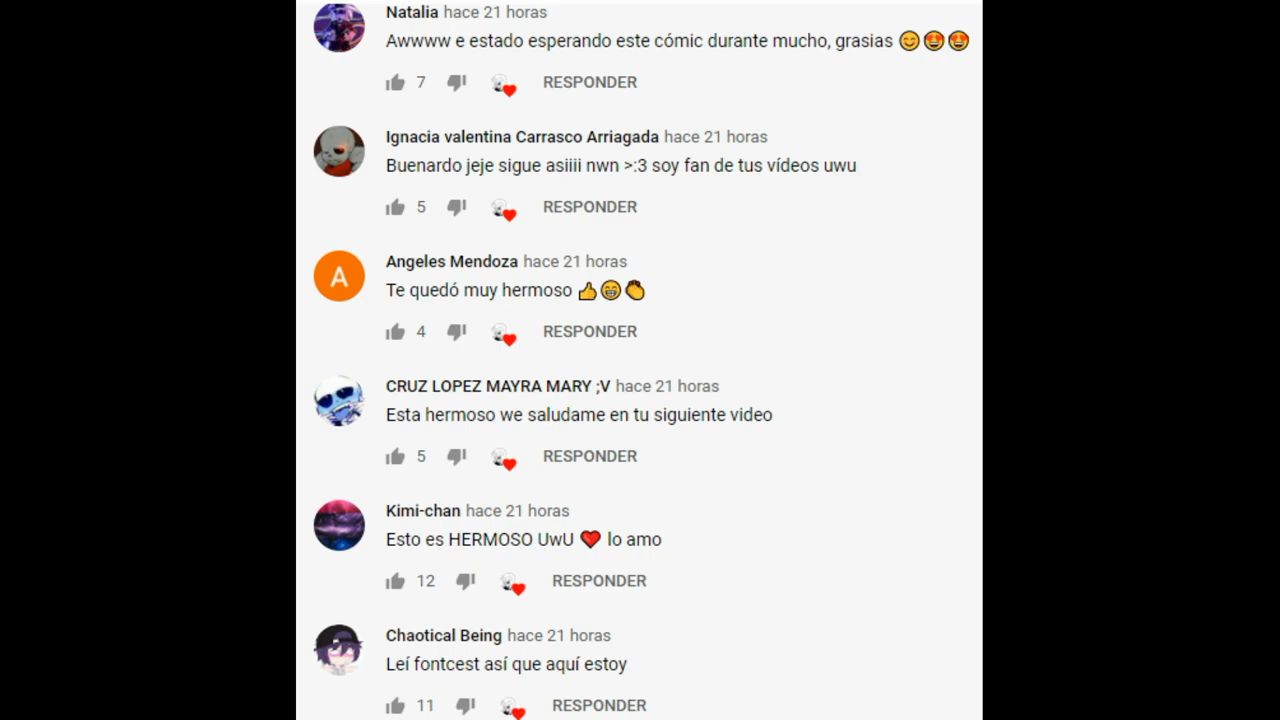 Natalia hace 21 horas
Awwww e estado esperando este cómic durante mucho, grasias 😊😍😍
7 RESPONDER
Ignacia valentina Carrasco Arriagada hace 21 horas
Buenardo jeje sigue asiiii nwn >:3 soy fan de tus vídeos uwu
5 RESPONDER
A
Angeles Mendoza hace 21 horas
Te quedó muy hermoso 👍😁👏
4 RESPONDER
CRUZ LOPEZ MAYRA MARY ;V hace 21 horas
Esta hermoso we saludame en tu siguiente video
5 RESPONDER
Kimi-chan hace 21 horas
Esto es HERMOSO UwU ❤️ lo amo
12 RESPONDER
Chaotical Being hace 21 horas
Leí fontcest así que aquí estoy
11 RESPONDER